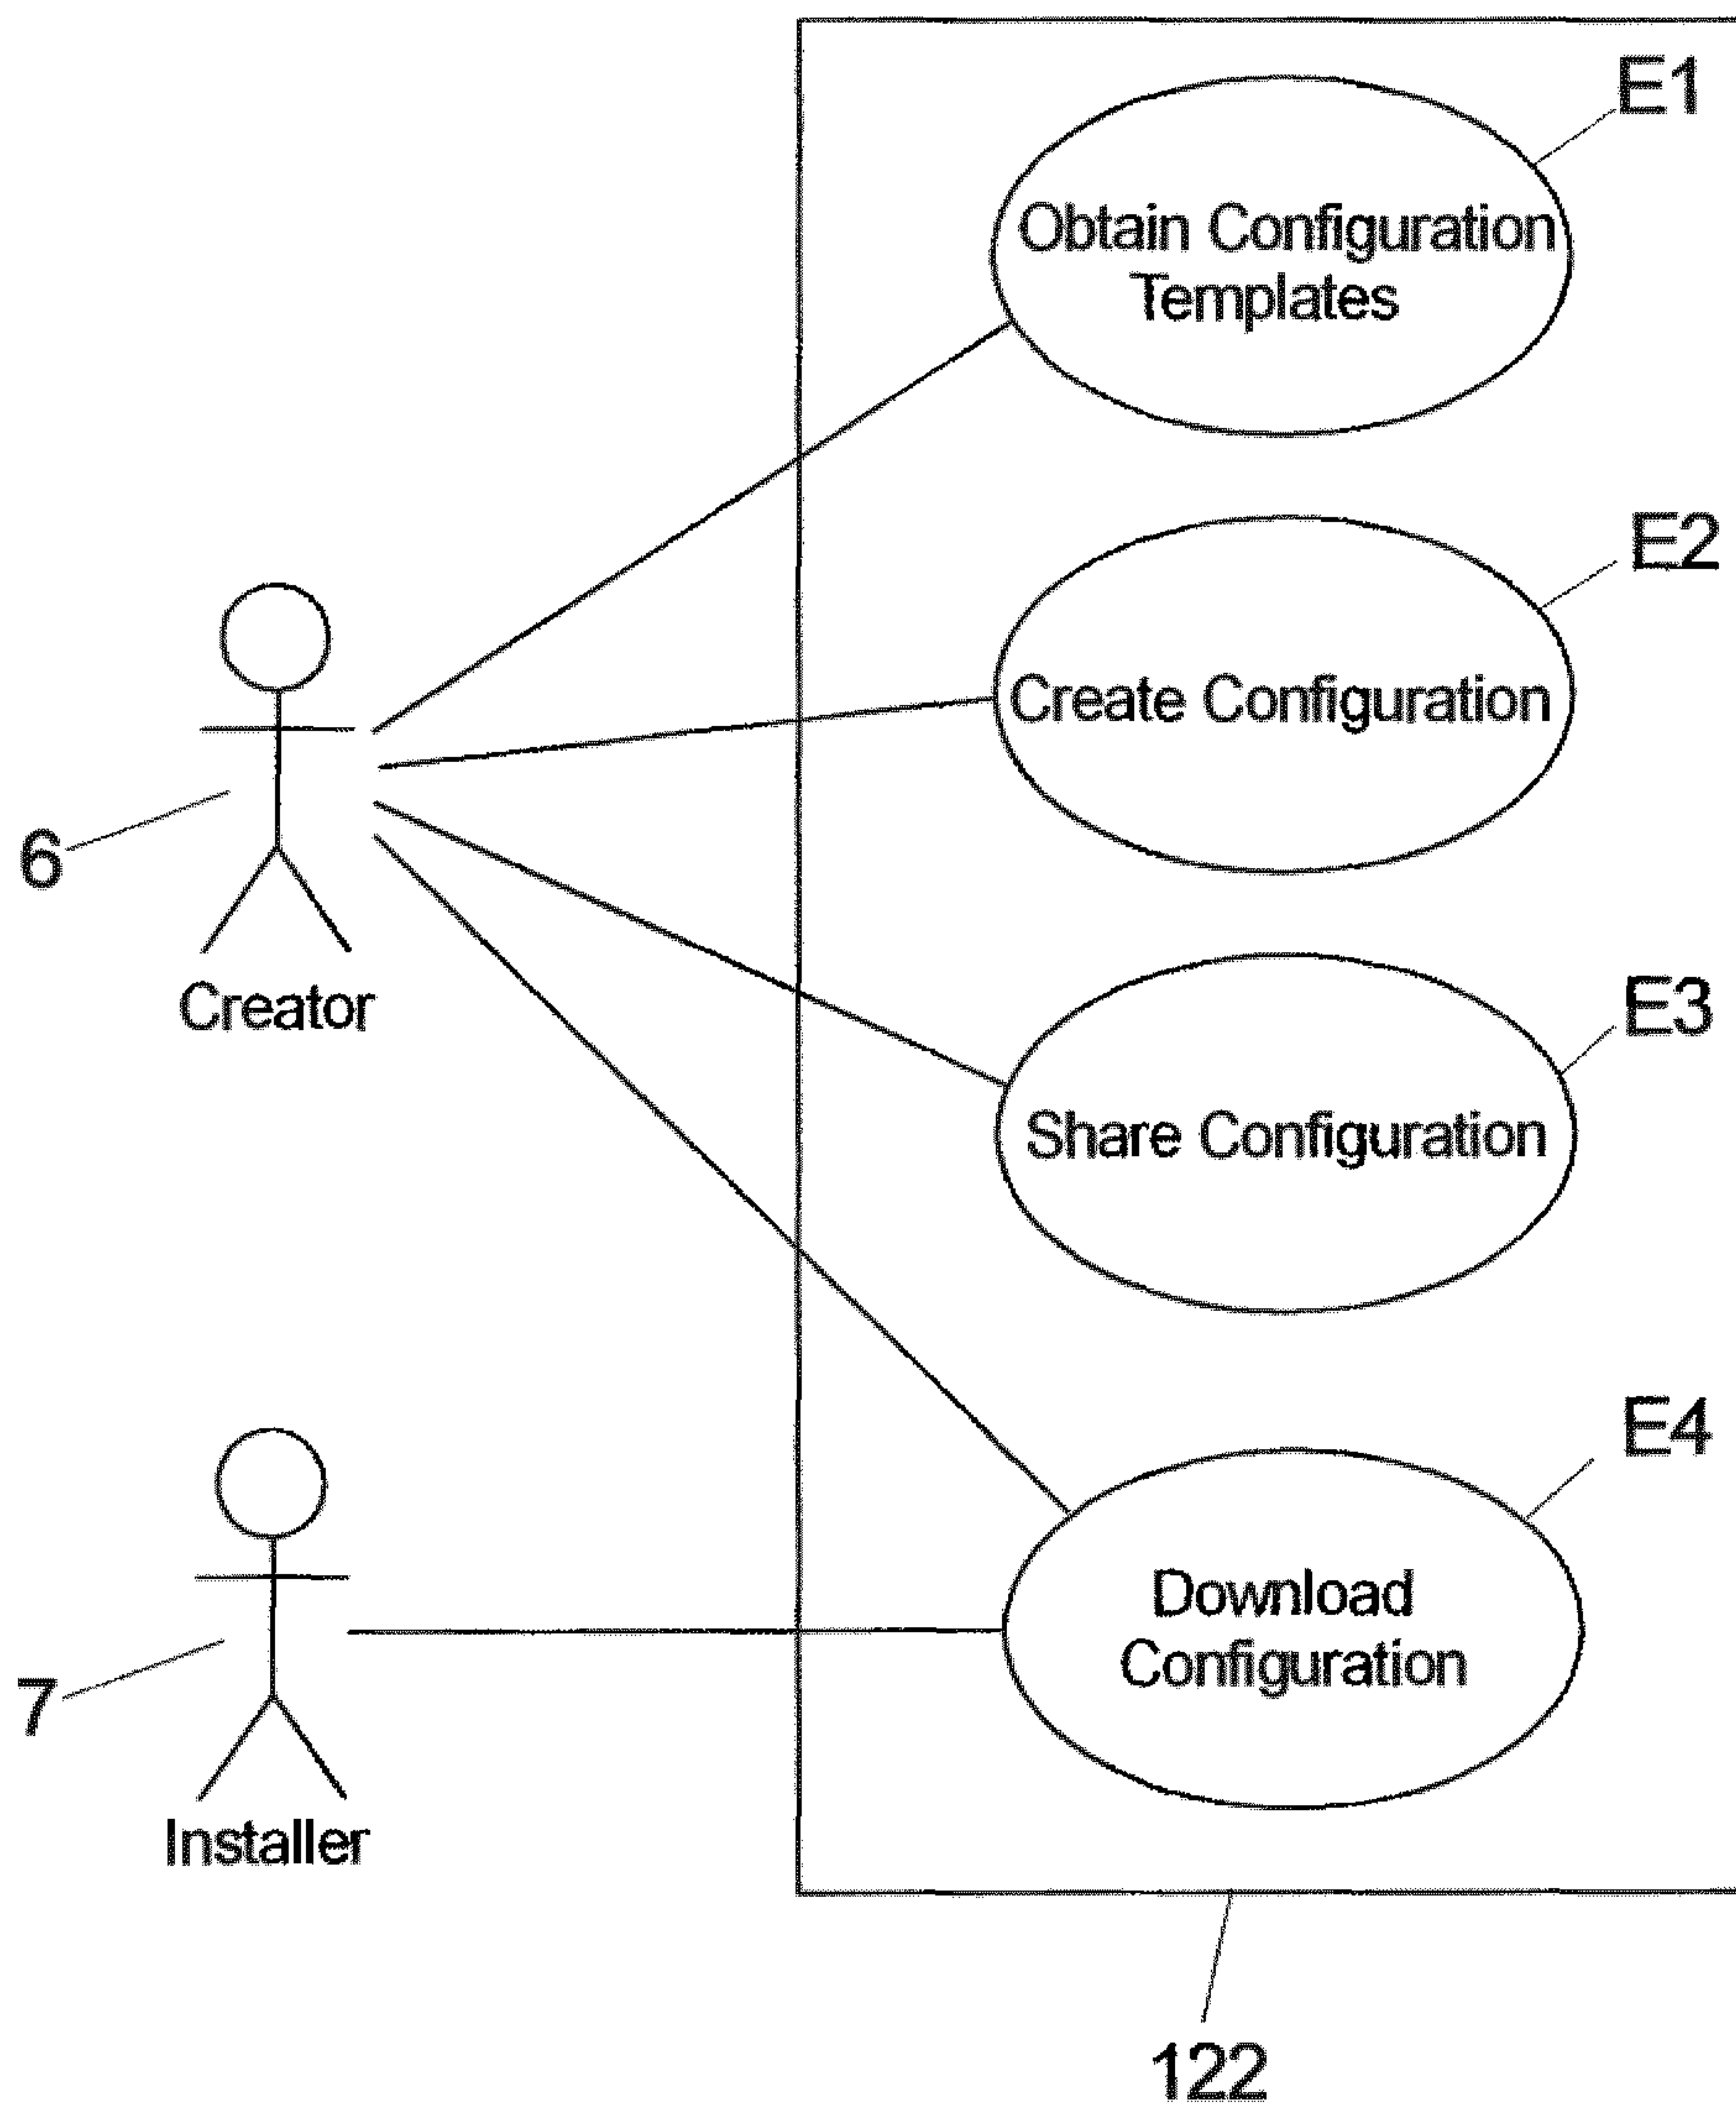 E1
Obtain Configuration
Templates
E2
Create Configuration
6
Creator
E3
Share Configuration
E4
Download
Configuration
7
Installer
122